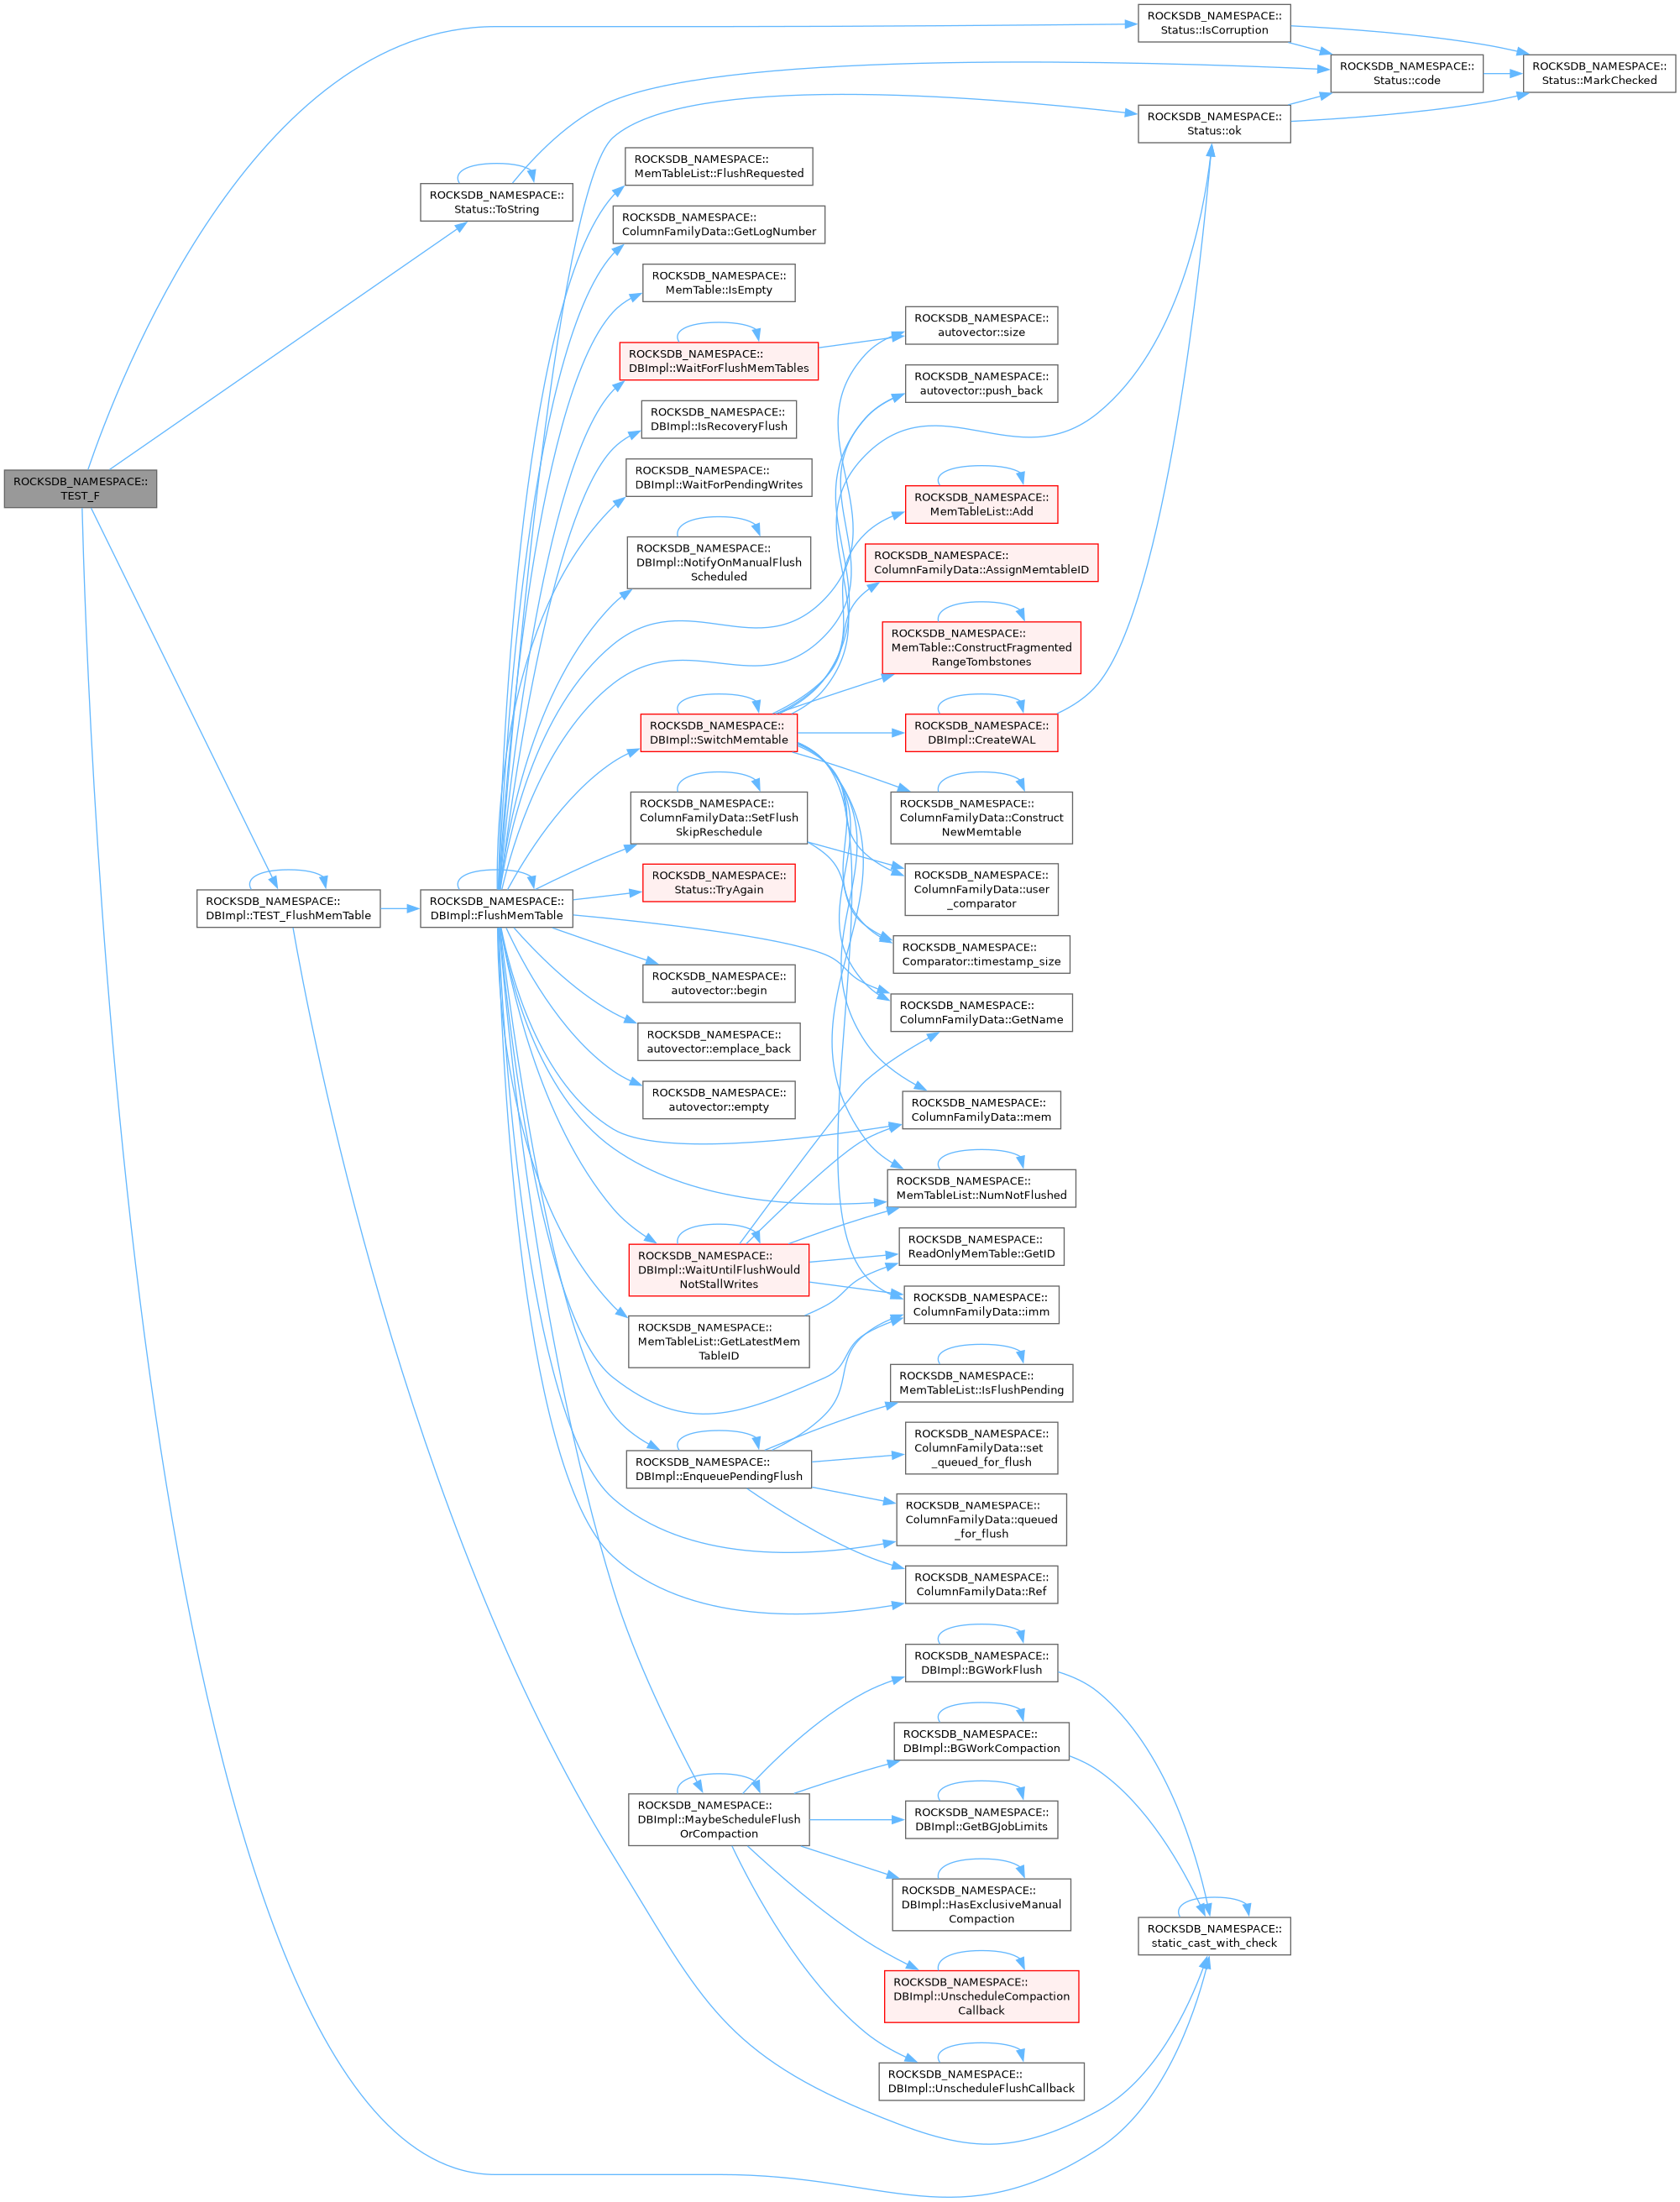 ROCKSDB_NAMESPACE::
TEST_F
ROCKSDB_NAMESPACE::
Status::IsCorruption
ROCKSDB_NAMESPACE::
Status::code
ROCKSDB_NAMESPACE::
Status::MarkChecked
ROCKSDB_NAMESPACE::
Status::ok
ROCKSDB_NAMESPACE::
Status::ToString
ROCKSDB_NAMESPACE::
MemTableList::FlushRequested
ROCKSDB_NAMESPACE::
ColumnFamilyData::GetLogNumber
ROCKSDB_NAMESPACE::
MemTable::IsEmpty
ROCKSDB_NAMESPACE::
DBImpl::WaitForFlushMemTables
ROCKSDB_NAMESPACE::
autovector::size
ROCKSDB_NAMESPACE::
autovector::push_back
ROCKSDB_NAMESPACE::
DBImpl::IsRecoveryFlush
ROCKSDB_NAMESPACE::
DBImpl::WaitForPendingWrites
ROCKSDB_NAMESPACE::
MemTableList::Add
ROCKSDB_NAMESPACE::
DBImpl::NotifyOnManualFlush
Scheduled
ROCKSDB_NAMESPACE::
ColumnFamilyData::AssignMemtableID
ROCKSDB_NAMESPACE::
MemTable::ConstructFragmented
RangeTombstones
ROCKSDB_NAMESPACE::
DBImpl::SwitchMemtable
ROCKSDB_NAMESPACE::
DBImpl::CreateWAL
ROCKSDB_NAMESPACE::
ColumnFamilyData::SetFlush
SkipReschedule
ROCKSDB_NAMESPACE::
ColumnFamilyData::Construct
NewMemtable
ROCKSDB_NAMESPACE::
DBImpl::TEST_FlushMemTable
ROCKSDB_NAMESPACE::
DBImpl::FlushMemTable
ROCKSDB_NAMESPACE::
Status::TryAgain
ROCKSDB_NAMESPACE::
ColumnFamilyData::user
_comparator
ROCKSDB_NAMESPACE::
Comparator::timestamp_size
ROCKSDB_NAMESPACE::
autovector::begin
ROCKSDB_NAMESPACE::
ColumnFamilyData::GetName
ROCKSDB_NAMESPACE::
autovector::emplace_back
ROCKSDB_NAMESPACE::
autovector::empty
ROCKSDB_NAMESPACE::
ColumnFamilyData::mem
ROCKSDB_NAMESPACE::
MemTableList::NumNotFlushed
ROCKSDB_NAMESPACE::
DBImpl::WaitUntilFlushWould
NotStallWrites
ROCKSDB_NAMESPACE::
ReadOnlyMemTable::GetID
ROCKSDB_NAMESPACE::
ColumnFamilyData::imm
ROCKSDB_NAMESPACE::
MemTableList::GetLatestMem
TableID
ROCKSDB_NAMESPACE::
MemTableList::IsFlushPending
ROCKSDB_NAMESPACE::
ColumnFamilyData::set
_queued_for_flush
ROCKSDB_NAMESPACE::
DBImpl::EnqueuePendingFlush
ROCKSDB_NAMESPACE::
ColumnFamilyData::queued
_for_flush
ROCKSDB_NAMESPACE::
ColumnFamilyData::Ref
ROCKSDB_NAMESPACE::
DBImpl::BGWorkFlush
ROCKSDB_NAMESPACE::
DBImpl::BGWorkCompaction
ROCKSDB_NAMESPACE::
DBImpl::MaybeScheduleFlush
OrCompaction
ROCKSDB_NAMESPACE::
DBImpl::GetBGJobLimits
ROCKSDB_NAMESPACE::
DBImpl::HasExclusiveManual
Compaction
ROCKSDB_NAMESPACE::
static_cast_with_check
ROCKSDB_NAMESPACE::
DBImpl::UnscheduleCompaction
Callback
ROCKSDB_NAMESPACE::
DBImpl::UnscheduleFlushCallback